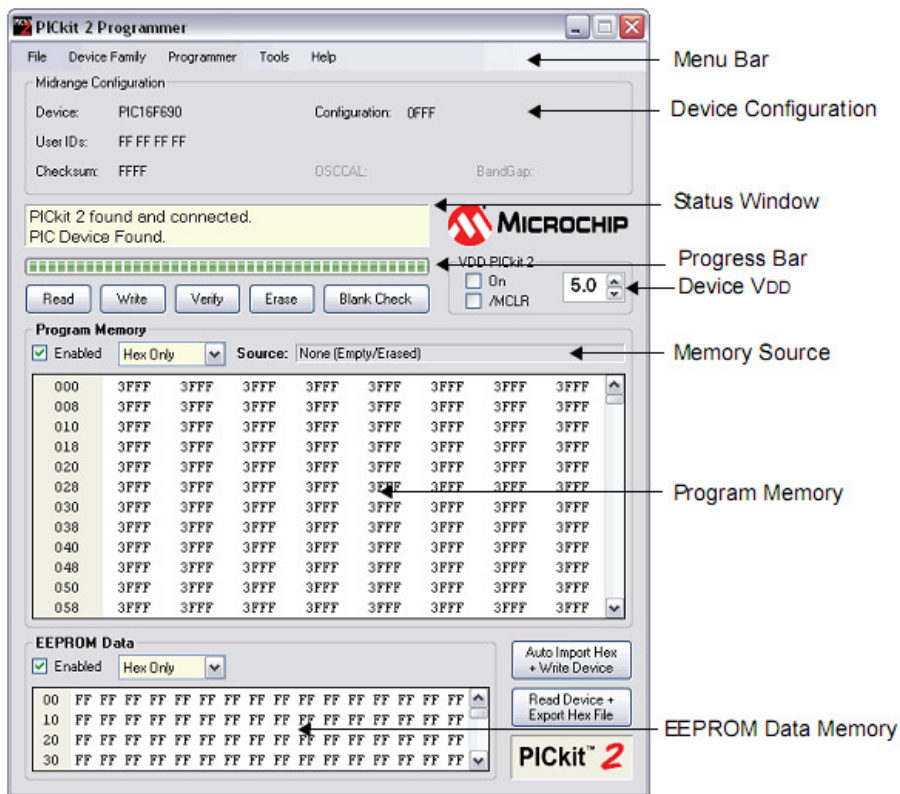 PICkit 2 Programmer
File Device Family Programmer Tools Help
Menu Bar
Midrange Configuration
Device: PIC16F690 Configuration: 0FFF
Device Configuration
User IDs: FF FF FF FF
Checksum: FFFF OSCCAL: BandGap:
Status Window
PICkit 2 found and connected.
PIC Device Found.
MICROCHIP
Progress Bar
VDD PICkit 2
On
/MCLR
5.0
Device VDD
Read Write Verify Erase Blank Check
Program Memory
Enabled Hex Only Source: None (Empty/Erased)
Memory Source
000 3FFF 3FFF 3FFF 3FFF 3FFF 3FFF 3FFF 3FFF
008 3FFF 3FFF 3FFF 3FFF 3FFF 3FFF 3FFF 3FFF
010 3FFF 3FFF 3FFF 3FFF 3FFF 3FFF 3FFF 3FFF
018 3FFF 3FFF 3FFF 3FFF 3FFF 3FFF 3FFF 3FFF
020 3FFF 3FFF 3FFF 3FFF 3FFF 3FFF 3FFF 3FFF
028 3FFF 3FFF 3FFF 3FFF 3FFF 3FFF 3FFF 3FFF
030 3FFF 3FFF 3FFF 3FFF 3FFF 3FFF 3FFF 3FFF
038 3FFF 3FFF 3FFF 3FFF 3FFF 3FFF 3FFF 3FFF
040 3FFF 3FFF 3FFF 3FFF 3FFF 3FFF 3FFF 3FFF
048 3FFF 3FFF 3FFF 3FFF 3FFF 3FFF 3FFF 3FFF
050 3FFF 3FFF 3FFF 3FFF 3FFF 3FFF 3FFF 3FFF
058 3FFF 3FFF 3FFF 3FFF 3FFF 3FFF 3FFF 3FFF
Program Memory
EEPROM Data
Enabled Hex Only
00 FF FF FF FF FF FF FF FF FF FF FF FF FF FF FF FF
10 FF FF FF FF FF FF FF FF FF FF FF FF FF FF FF FF
20 FF FF FF FF FF FF FF FF FF FF FF FF FF FF FF FF
30 FF FF FF FF FF FF FF FF FF FF FF FF FF FF FF FF
Auto Import Hex
+ Write Device
Read Device +
Export Hex File
EEPROM Data Memory
PICkit™ 2